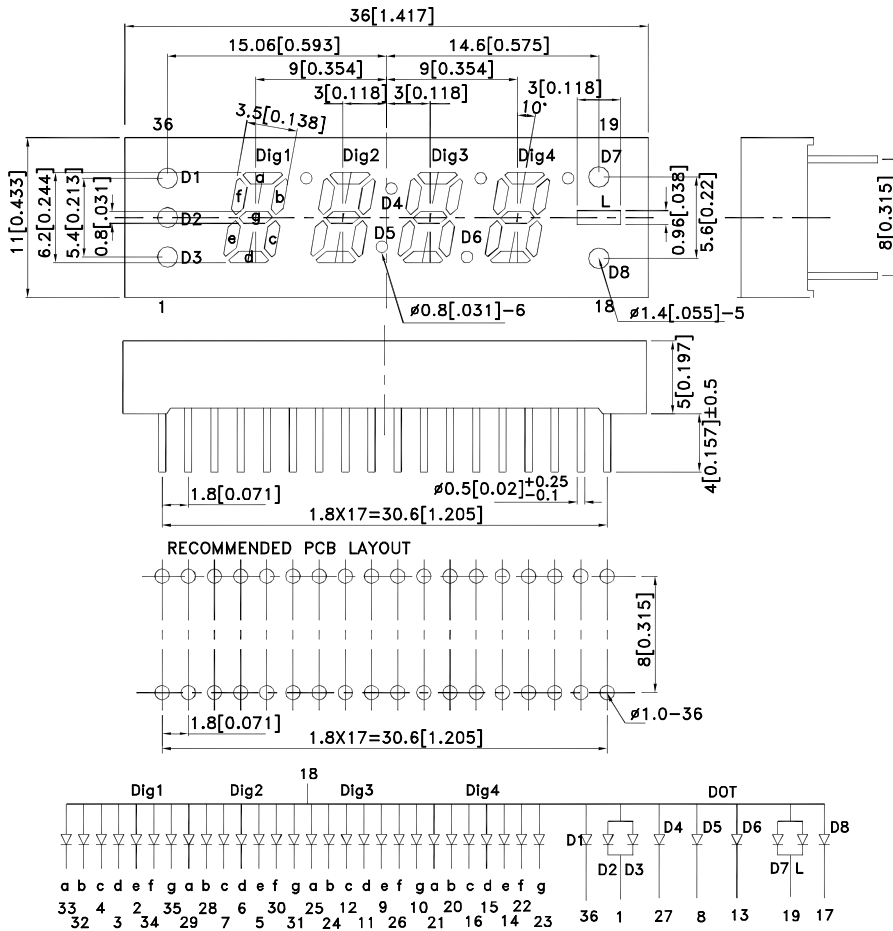 36[1.417]
15.06[0.593] 14.6[0.575]
9[0.354] 9[0.354]
3[0.118] 3[0.118] 3[0.118]
3.5[0.138] 10°
36 19
Dig1 Dig2 Dig3 Dig4
D1 a D7
f b D4
D2 g L
e c D5 D6
D3 d D8
1 18
11[0.433]
6.2[0.244]
5.4[0.213]
0.8[.031]
0.96[.038]
5.6[0.22]
8[0.315]
ø0.8[.031]-6 ø1.4[.055]-5
5[0.197]
4[0.157]±0.5
1.8[0.071] ø0.5[0.02]+0.25 -0.1
1.8X17=30.6[1.205]
RECOMMENDED PCB LAYOUT
8[0.315]
1.8[0.071] ø1.0-36
1.8X17=30.6[1.205]
18
Dig1 Dig2 Dig3 Dig4 DOT
D1 D4 D5 D6 D8
D2 D3 D7 L
a b c d e f g a b c d e f g a b c d e f g a b c d e f g
33 4 2 35 28 6 30 25 12 9 10 20 15 22 36 1 27 8 13 19 17
32 3 34 29 7 5 31 24 11 26 21 16 14 23